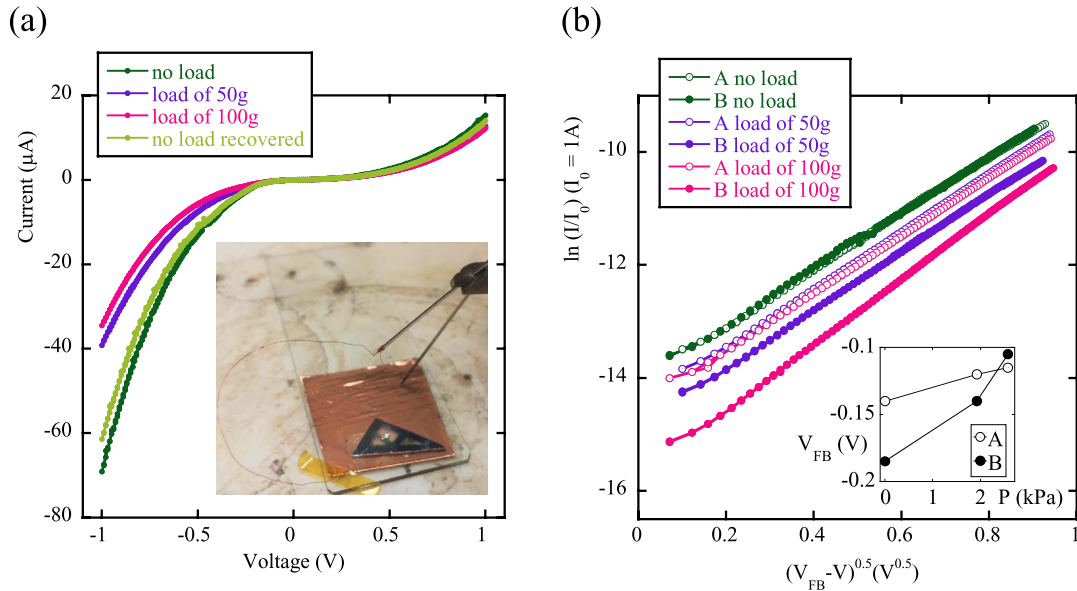 (a)
no load
load of 50g
load of 100g
no load recovered
20
0
-20
-40
-60
-80
Current (μA)
-1
-0.5
0
0.5
1
Voltage (V)
(b)
A no load
B no load
A load of 50g
B load of 50g
A load of 100g
B load of 100g
-10
-12
-14
-16
ln (I/I₀) (I₀ = 1A)
0
0.2
0.4
0.6
0.8
1
(V_FB-V)^0.5(V^0.5)
-0.1
-0.15
-0.2
V_FB (V)
A
B
0
1
2
P (kPa)